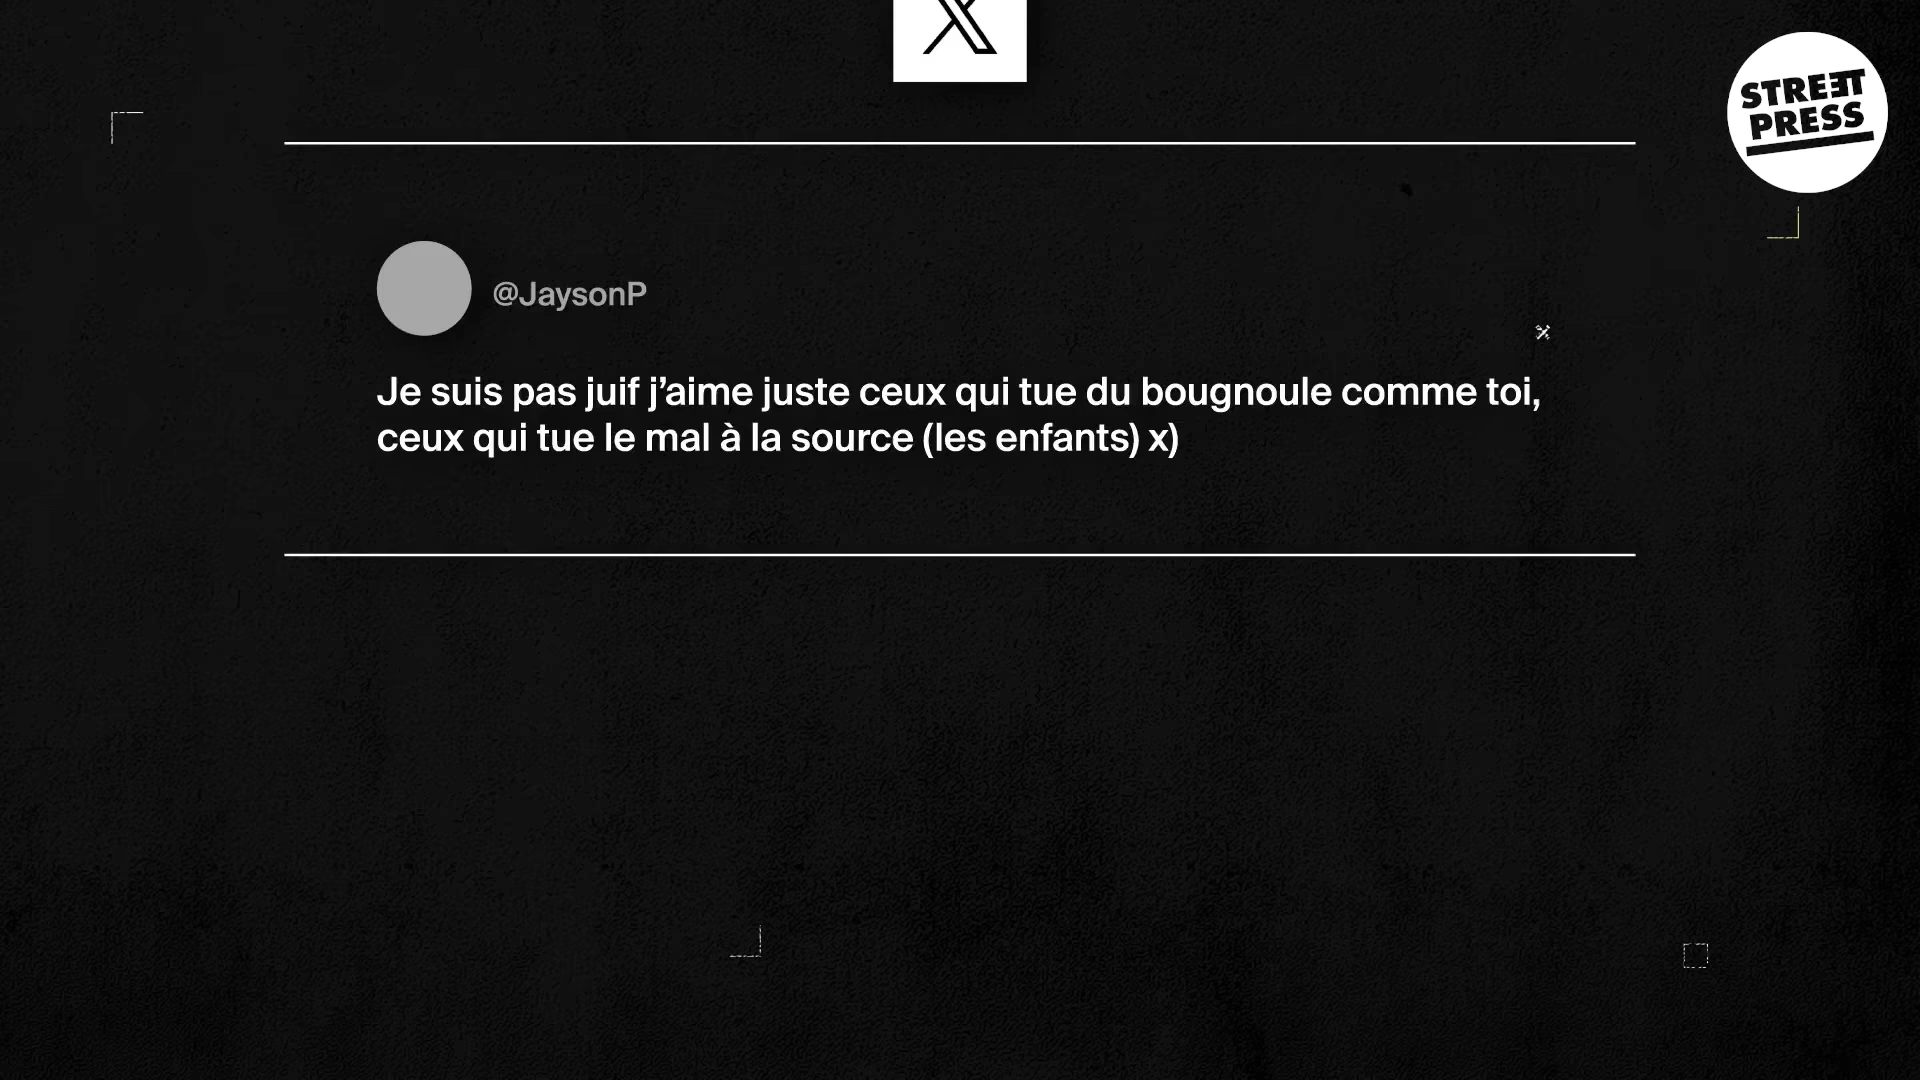 STREET
PRESS
@JaysonP
Je suis pas juif j’aime juste ceux qui tue du bougnoule comme toi,
ceux qui tue le mal à la source (les enfants) x)